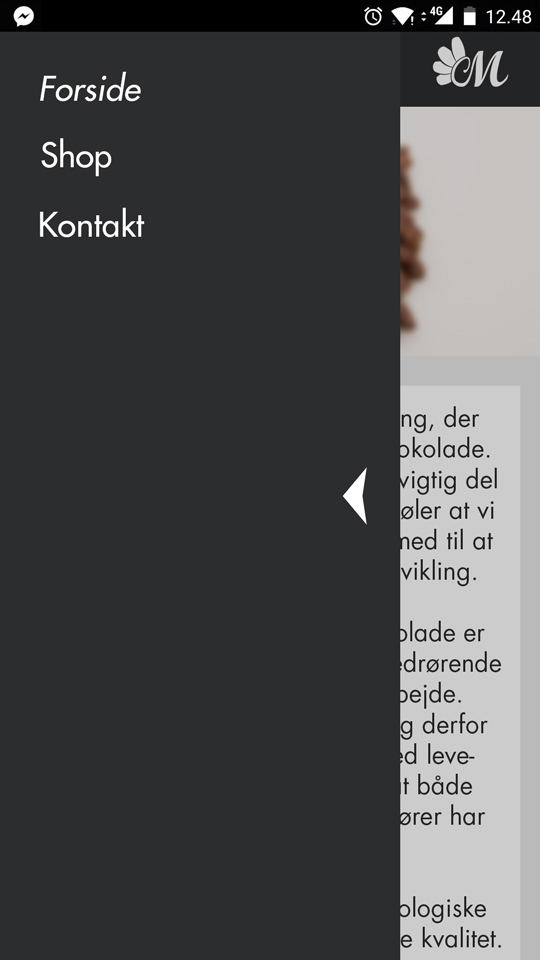 4G 12.48
M
Forside
Shop
Kontakt
ng, der
okolade.
vigtig del
øler at vi
med til at
vikling.
olade er
edrørende
bejde.
g derfor
ed leve-
at både
ører har
ologiske
e kvalitet.